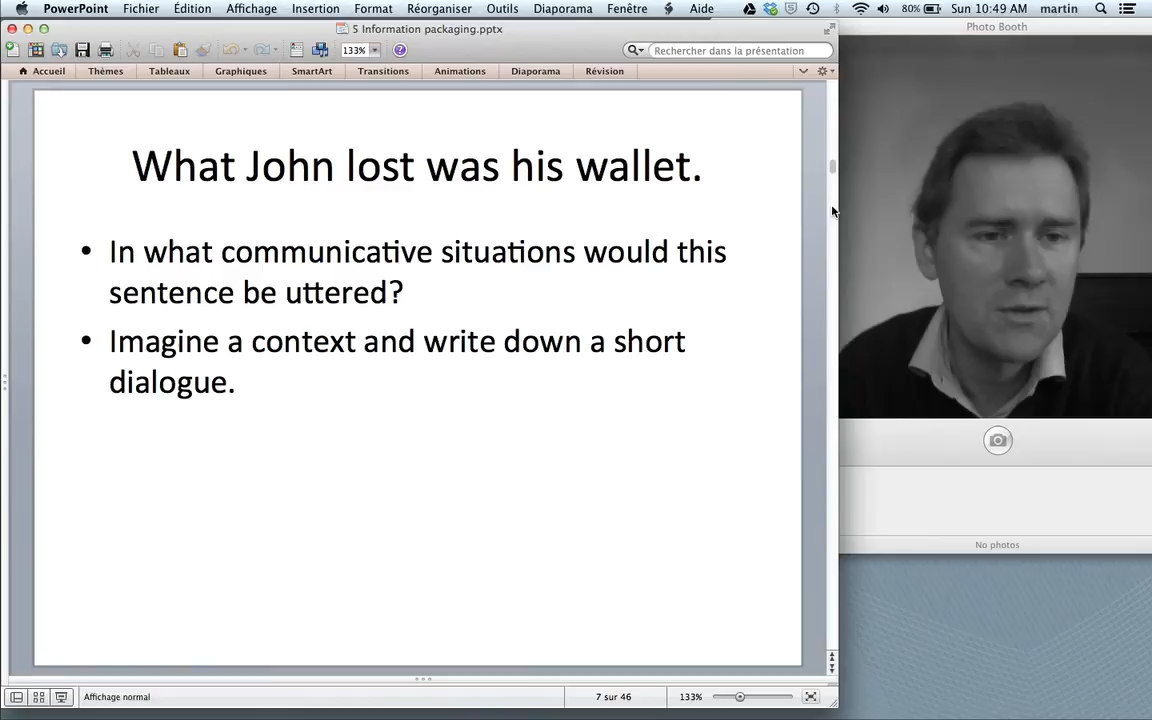 PowerPoint Fichier Édition Affichage Insertion Format Réorganiser Outils Diaporama Fenêtre Aide 80% Sun 10:49 AM martin
5 Information packaging.pptx
Photo Booth
133% Rechercher dans la présentation
Accueil Thèmes Tableaux Graphiques SmartArt Transitions Animations Diaporama Révision
What John lost was his wallet.
• In what communicative situations would this
sentence be uttered?
• Imagine a context and write down a short
dialogue.
No photos
Affichage normal 7 sur 46 133%